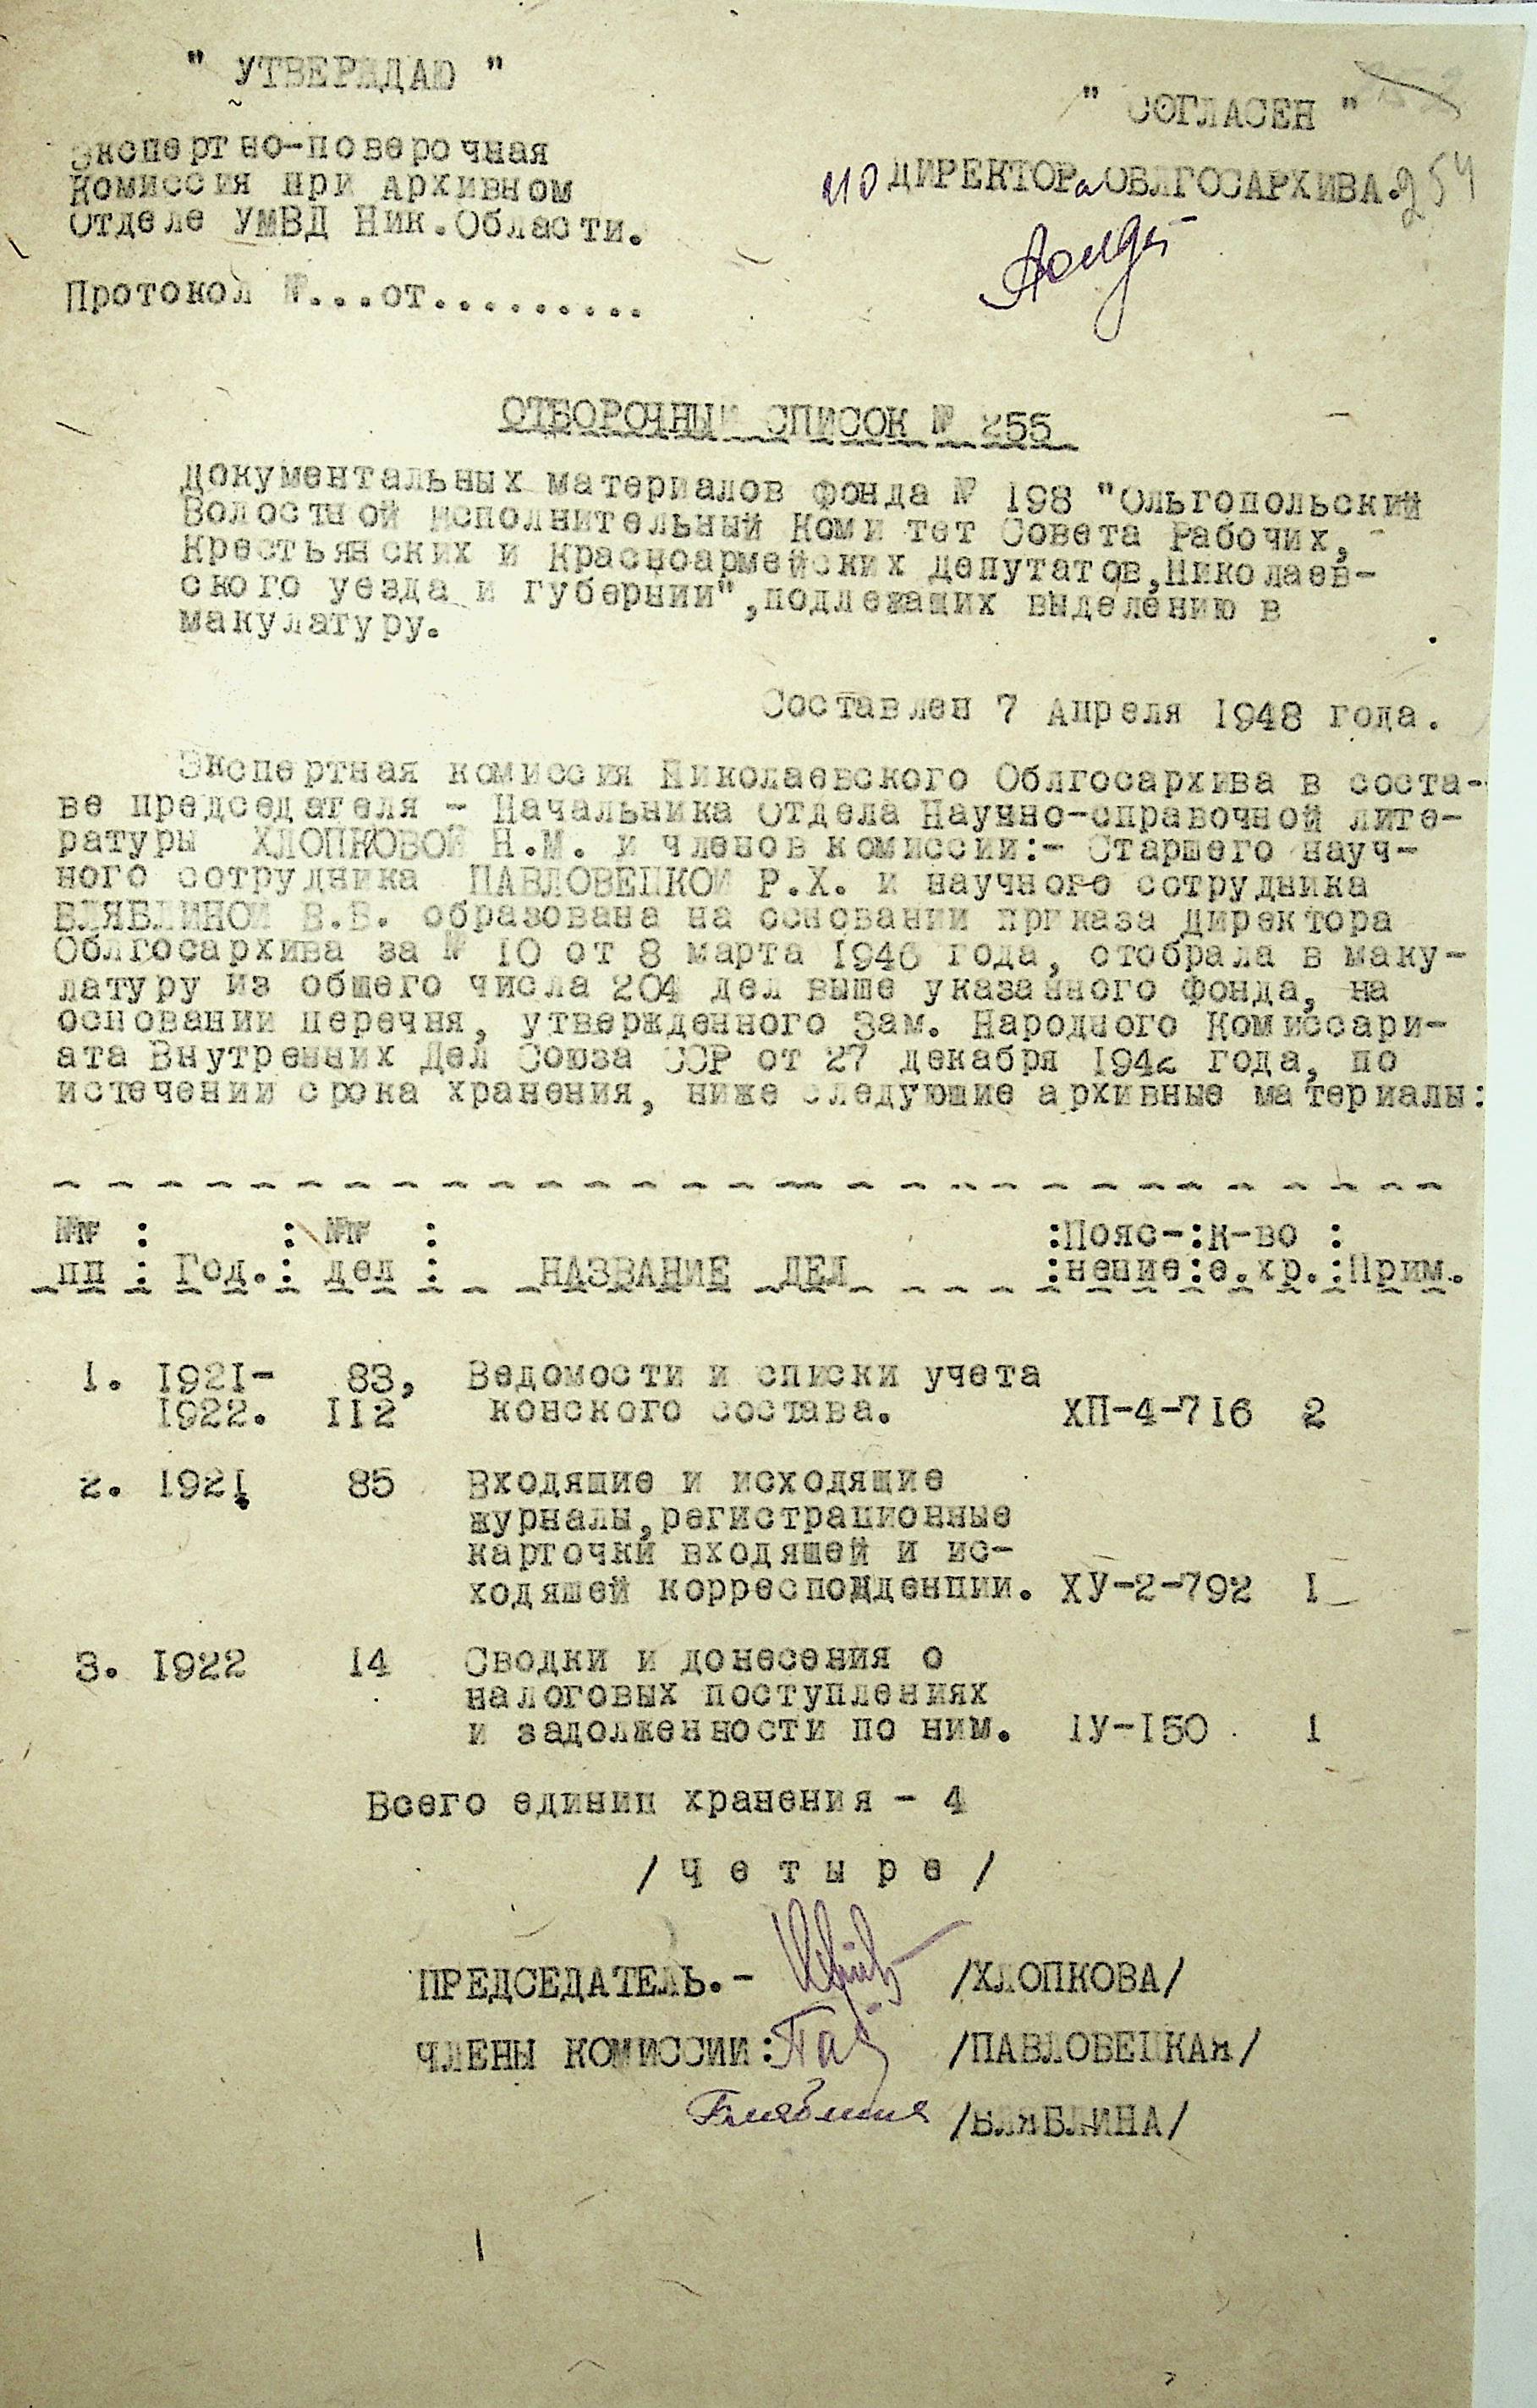 " УТВЕРЖДАЮ "
Экспертно-поверочная
Комиссия при Архивном
Отделе УМВД Ник.Области.
Протокол №...от.........
" СОГЛАСЕН "
ИО ДИРЕКТОРа ОБЛГОСАРХИВА.
254
ОТБОРОЧНЫЙ СПИСОК № 255
документальных материалов фонда № 198 "Ольгопольский
Волостной исполнительный Комитет Совета Рабочих,
Крестьянских и Красноармейских депутатов,Николаев-
ского уезда и губернии",подлежащих выделению в
макулатуру.
Составлен 7 Апреля 1948 года.
Экспертная комиссия Николаевского Облгосархива в соста-
ве председателя - Начальника Отдела Научно-справочной лите-
ратуры ХЛОПКОВОЙ Н.М. и членов комиссии:- Старшего науч-
ного сотрудника ПАВЛОВЕЦКОЙ Р.Х. и научного сотрудника
БЛЯБЛИНОЙ В.В. образована на основании приказа Директора
Облгосархива за № 10 от 8 марта 1946 года, отобрала в маку-
латуру из общего числа 204 дел выше указанного фонда, на
основании перечня, утвержденного Зам. Народного Комиссари-
ата Внутренних Дел Союза ССР от 27 декабря 1942 года, по
истечении срока хранения, ниже следующие архивные материалы:
№№ : : №№ : :Пояс-:К-во :
пп : Год.: дел : НАЗВАНИЕ ДЕЛ :нение:е.хр.:Прим.
1. 1921- 83, Ведомости и списки учета
1922. 112 конского состава. ХП-4-716 2
2. 1921 85 Входящие и исходящие
журналы,регистрационные
карточки входящей и ис-
ходящей корреспонденции. ХУ-2-792 1
3. 1922 14 Сводки и донесения о
налоговых поступлениях
и задолженности по ним. 1У-150 1
Всего единиц хранения - 4
/ ч е т ы р е /
ПРЕДСЕДАТЕЛЬ.- /ХЛОПКОВА/
ЧЛЕНЫ КОМИССИИ: Пав /ПАВЛОВЕЦКАЯ/
Бляблина /БЛЯБЛИНА/